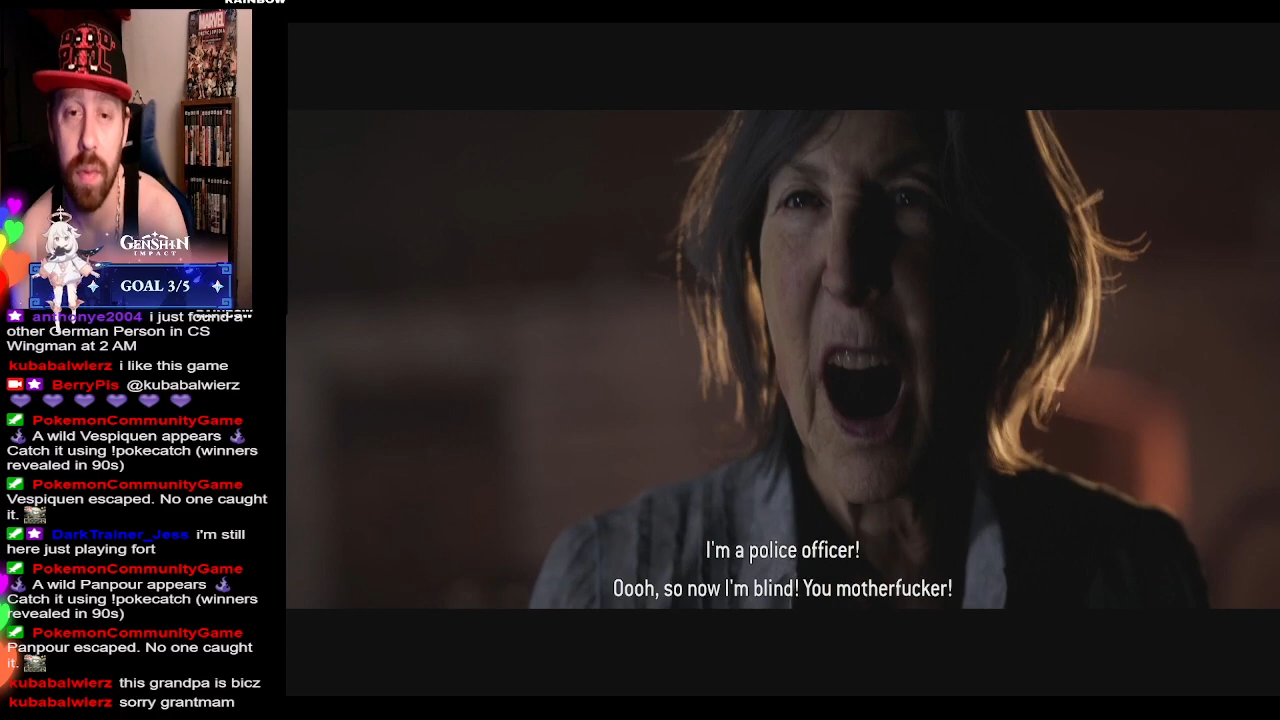 RAINBOW
MARVEL
ENCYCLOPEDIA
GENSHIN
IMPACT
GOAL 3/5
anthonye2004 i just found a
other German Person in CS
Wingman at 2 AM
kubabalwierz i like this game
BerryPis @kubabalwierz
PokemonCommunityGame
A wild Vespiquen appears
Catch it using !pokecatch (winners
revealed in 90s)
PokemonCommunityGame
Vespiquen escaped. No one caught
it.
DarkTrainer_Jess i'm still
here just playing fort
PokemonCommunityGame
A wild Panpour appears
Catch it using !pokecatch (winners
revealed in 90s)
PokemonCommunityGame
Panpour escaped. No one caught
it.
kubabalwierz this grandpa is bicz
kubabalwierz sorry grantmam
I'm a police officer!
Oooh, so now I'm blind! You motherfucker!